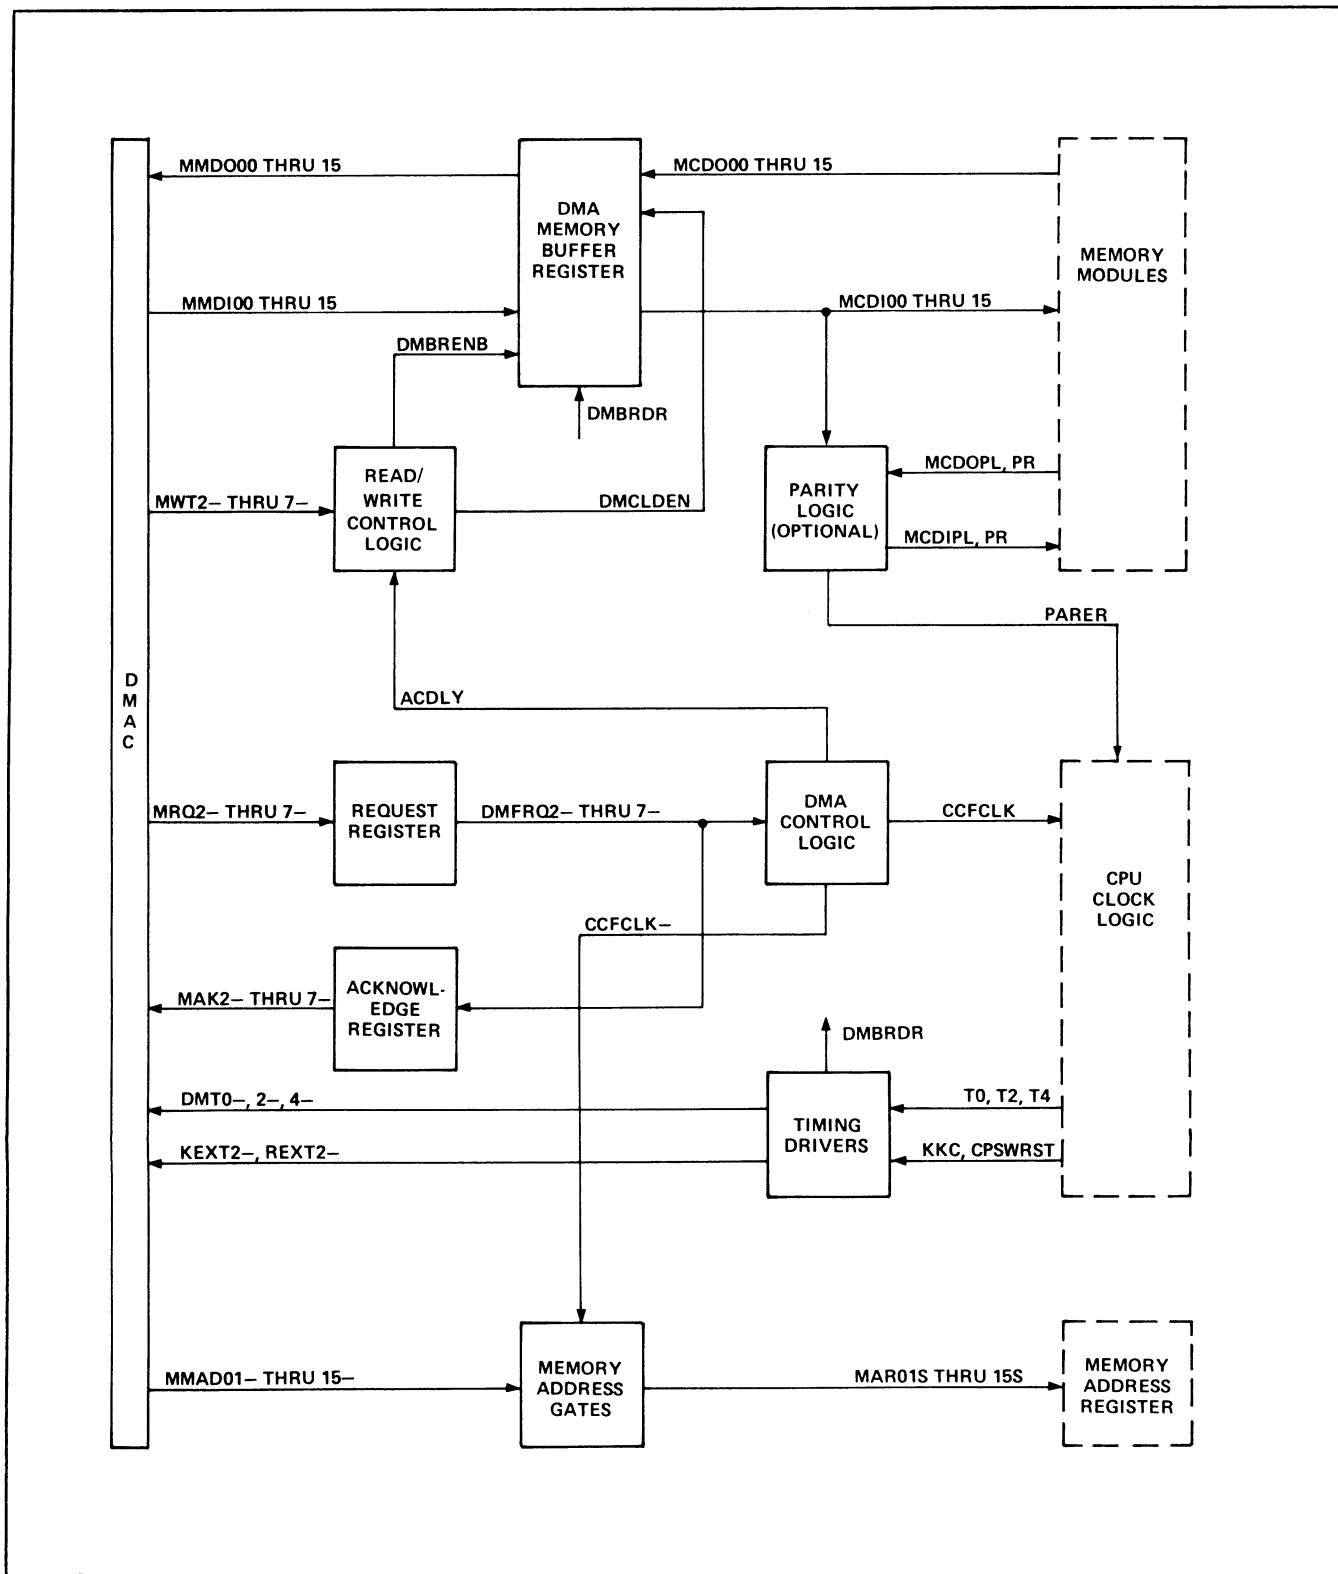 MMDO00 THRU 15
MCDO00 THRU 15
DMA
MEMORY
BUFFER
REGISTER
MEMORY
MODULES
MMDI00 THRU 15
MCDI00 THRU 15
DMBRENB
DMBRDR
READ/
WRITE
CONTROL
LOGIC
MWT2– THRU 7–
DMCLDEN
PARITY
LOGIC
(OPTIONAL)
MCDOPL, PR
MCDIPL, PR
PARER
D
M
A
C
ACDLY
MRQ2– THRU 7–
REQUEST
REGISTER
DMFRQ2– THRU 7–
DMA
CONTROL
LOGIC
CCFCLK
CPU
CLOCK
LOGIC
CCFCLK–
MAK2– THRU 7–
ACKNOWL-
EDGE
REGISTER
DMBRDR
DMT0–, 2–, 4–
KEXT2–, REXT2–
TIMING
DRIVERS
T0, T2, T4
KKC, CPSWRST
MMAD01– THRU 15–
MEMORY
ADDRESS
GATES
MAR01S THRU 15S
MEMORY
ADDRESS
REGISTER